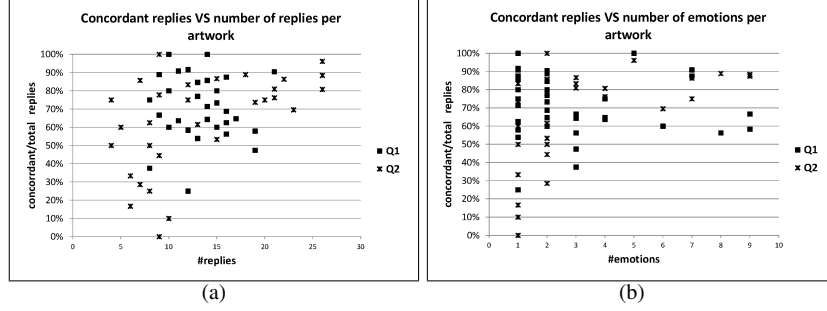 Concordant replies VS number of replies per
artwork
concorrdant/total replies
100%
90%
80%
70%
60%
50%
40%
30%
20%
10%
0%
0 5 10 15 20 25 30
#replies
Q1
Q2
(a)
Concordant replies VS number of emotions per
artwork
concorrdant/total replies
100%
90%
80%
70%
60%
50%
40%
30%
20%
10%
0%
0 1 2 3 4 5 6 7 8 9 10
#emotions
Q1
Q2
(b)